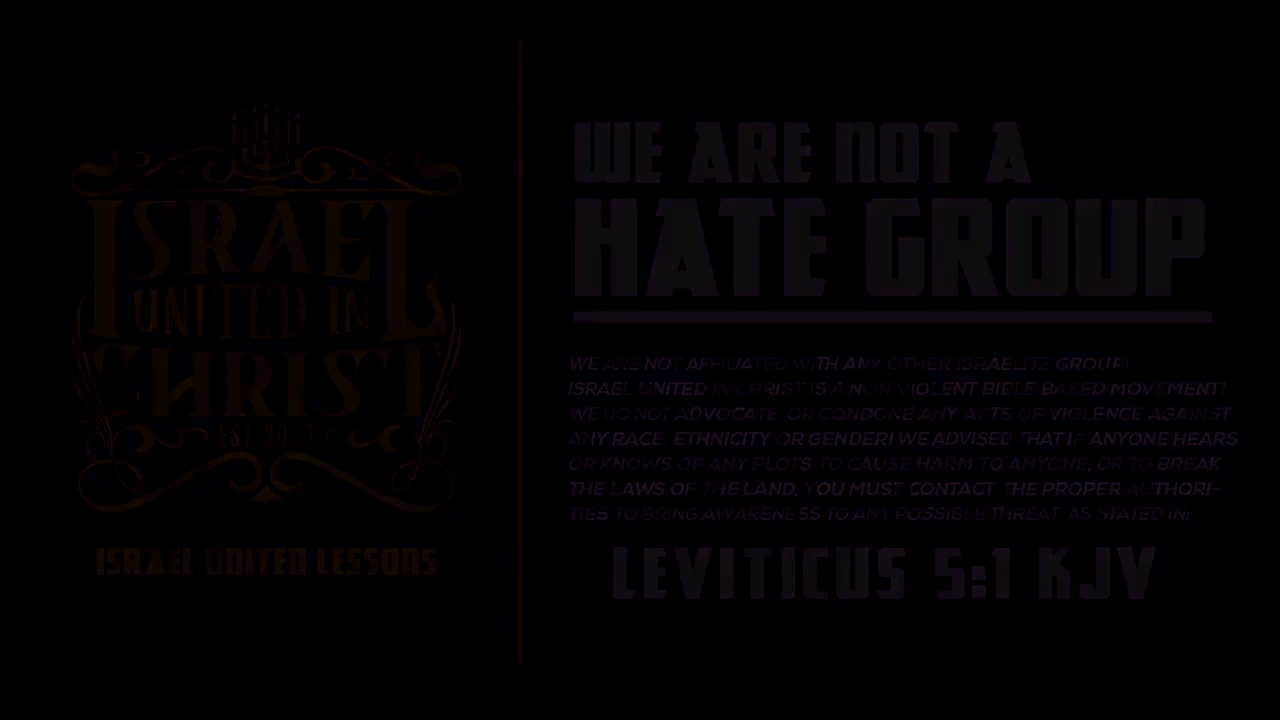 ISRAEL
UNITED IN
CHRIST
ISRAEL UNITED LESSONS
WE ARE NOT A
HATE GROUP
WE ARE NOT AFFILIATED WITH ANY OTHER ISRAELITE GROUP!
ISRAEL UNITED IN CHRIST IS A NON VIOLENT BIBLE BASED MOVEMENT!
WE DO NOT ADVOCATE OR CONDONE ANY ACTS OF VIOLENCE AGAINST
ANY RACE, ETHNICITY OR GENDER! WE ADVISED THAT IF ANYONE HEARS
OR KNOWS OF ANY PLOTS TO CAUSE HARM TO ANYONE, OR TO BREAK
THE LAWS OF THE LAND, YOU MUST CONTACT THE PROPER AUTHORI-
TIES TO BRING AWARENESS TO ANY POSSIBLE THREAT AS STATED IN:
LEVITICUS 5:1 KJV